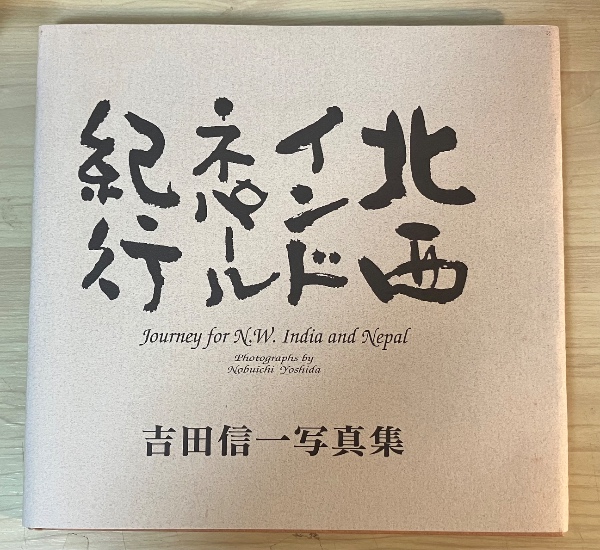 北西
インド
ネパール
紀行
Journey for N.W. India and Nepal
Photographs by
Nobuichi Yoshida
吉田信一写真集